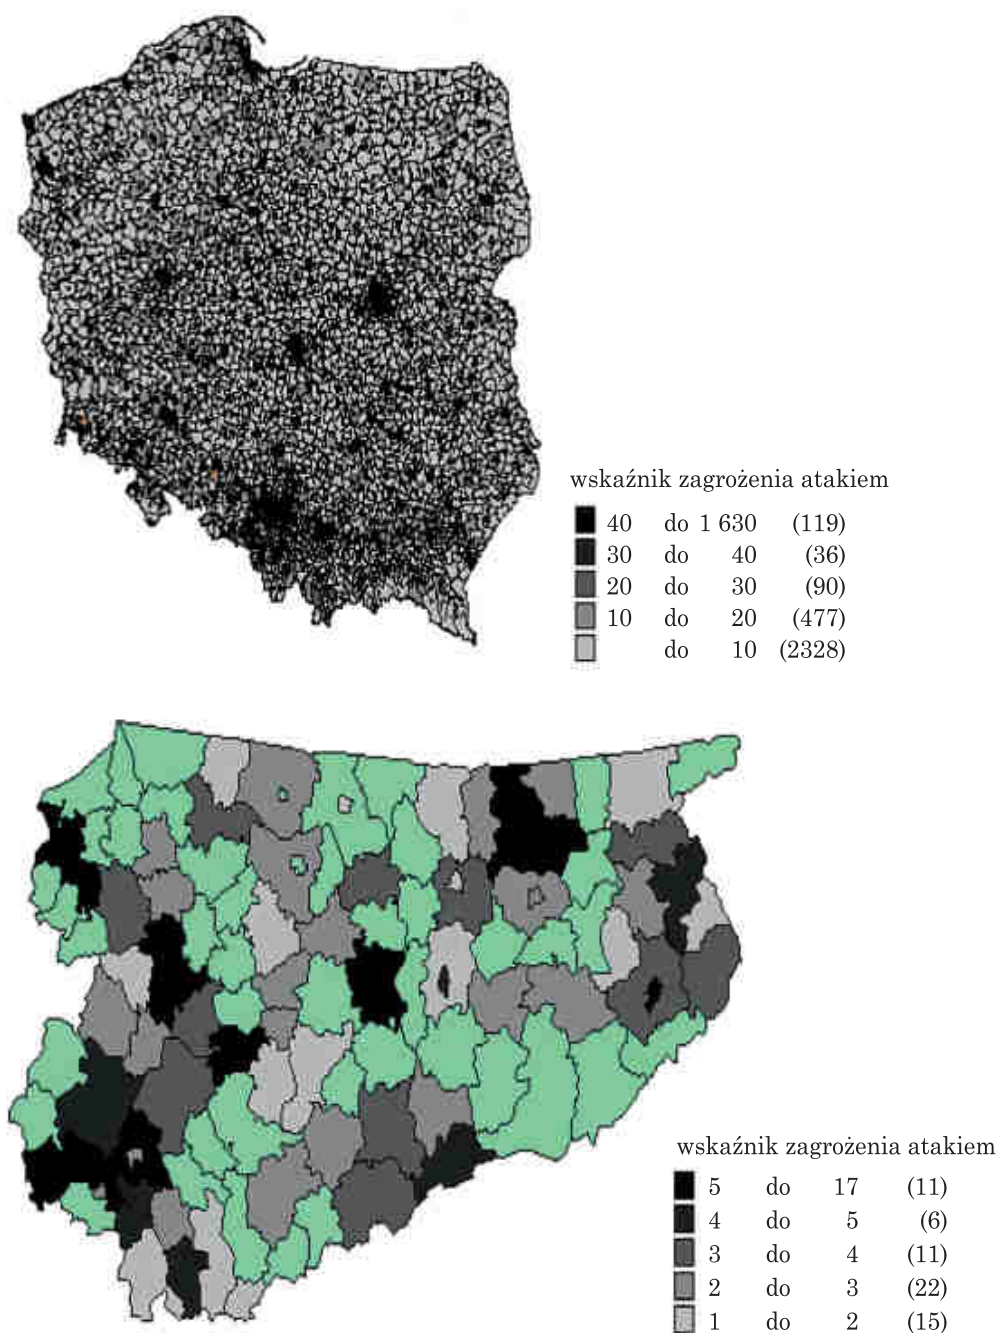 wskaźnik zagrożenia atakiem
40 do 1 630 (119)
30 do 40 (36)
20 do 30 (90)
10 do 20 (477)
do 10 (2328)
wskaźnik zagrożenia atakiem
5 do 17 (11)
4 do 5 (6)
3 do 4 (11)
2 do 3 (22)
1 do 2 (15)